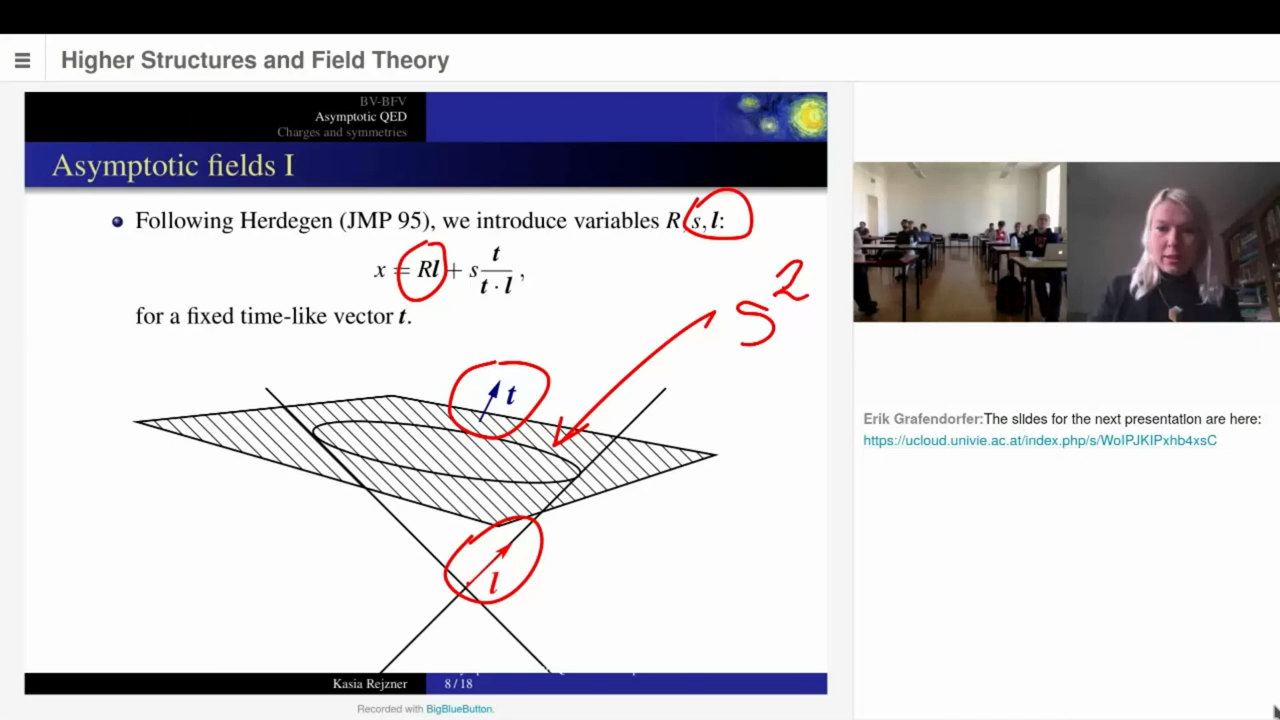 Higher Structures and Field Theory
BV-BFV
Asymptotic QED
Charges and symmetries
Asymptotic fields I
Following Herdegen (JMP 95), we introduce variables R, s, l:
x = Rl + s t / (t · l),
for a fixed time-like vector t.
S²
t
l
Kasia Rejzner
8 / 18
Erik Grafendorfer:The slIdes for the next presentation are here:
https://ucloud.univie.ac.at/index.php/s/WoIPJKIPxhb4xsC
Recorded with BigBlueButton.